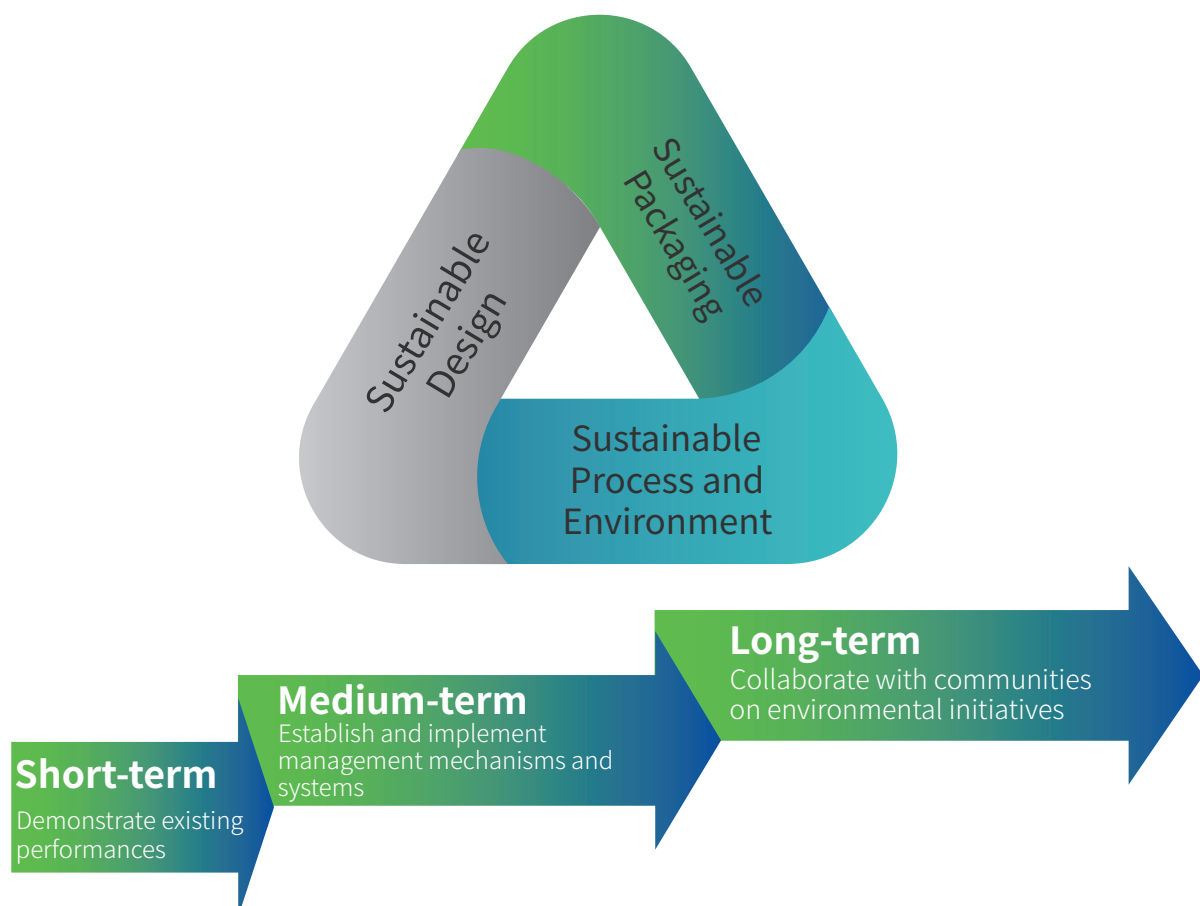 Sustainable
Packaging
Sustainable
Design
Sustainable
Process and
Environment
Long-term
Collaborate with communities
on environmental initiatives
Medium-term
Establish and implement
management mechanisms and
systems
Short-term
Demonstrate existing
performances